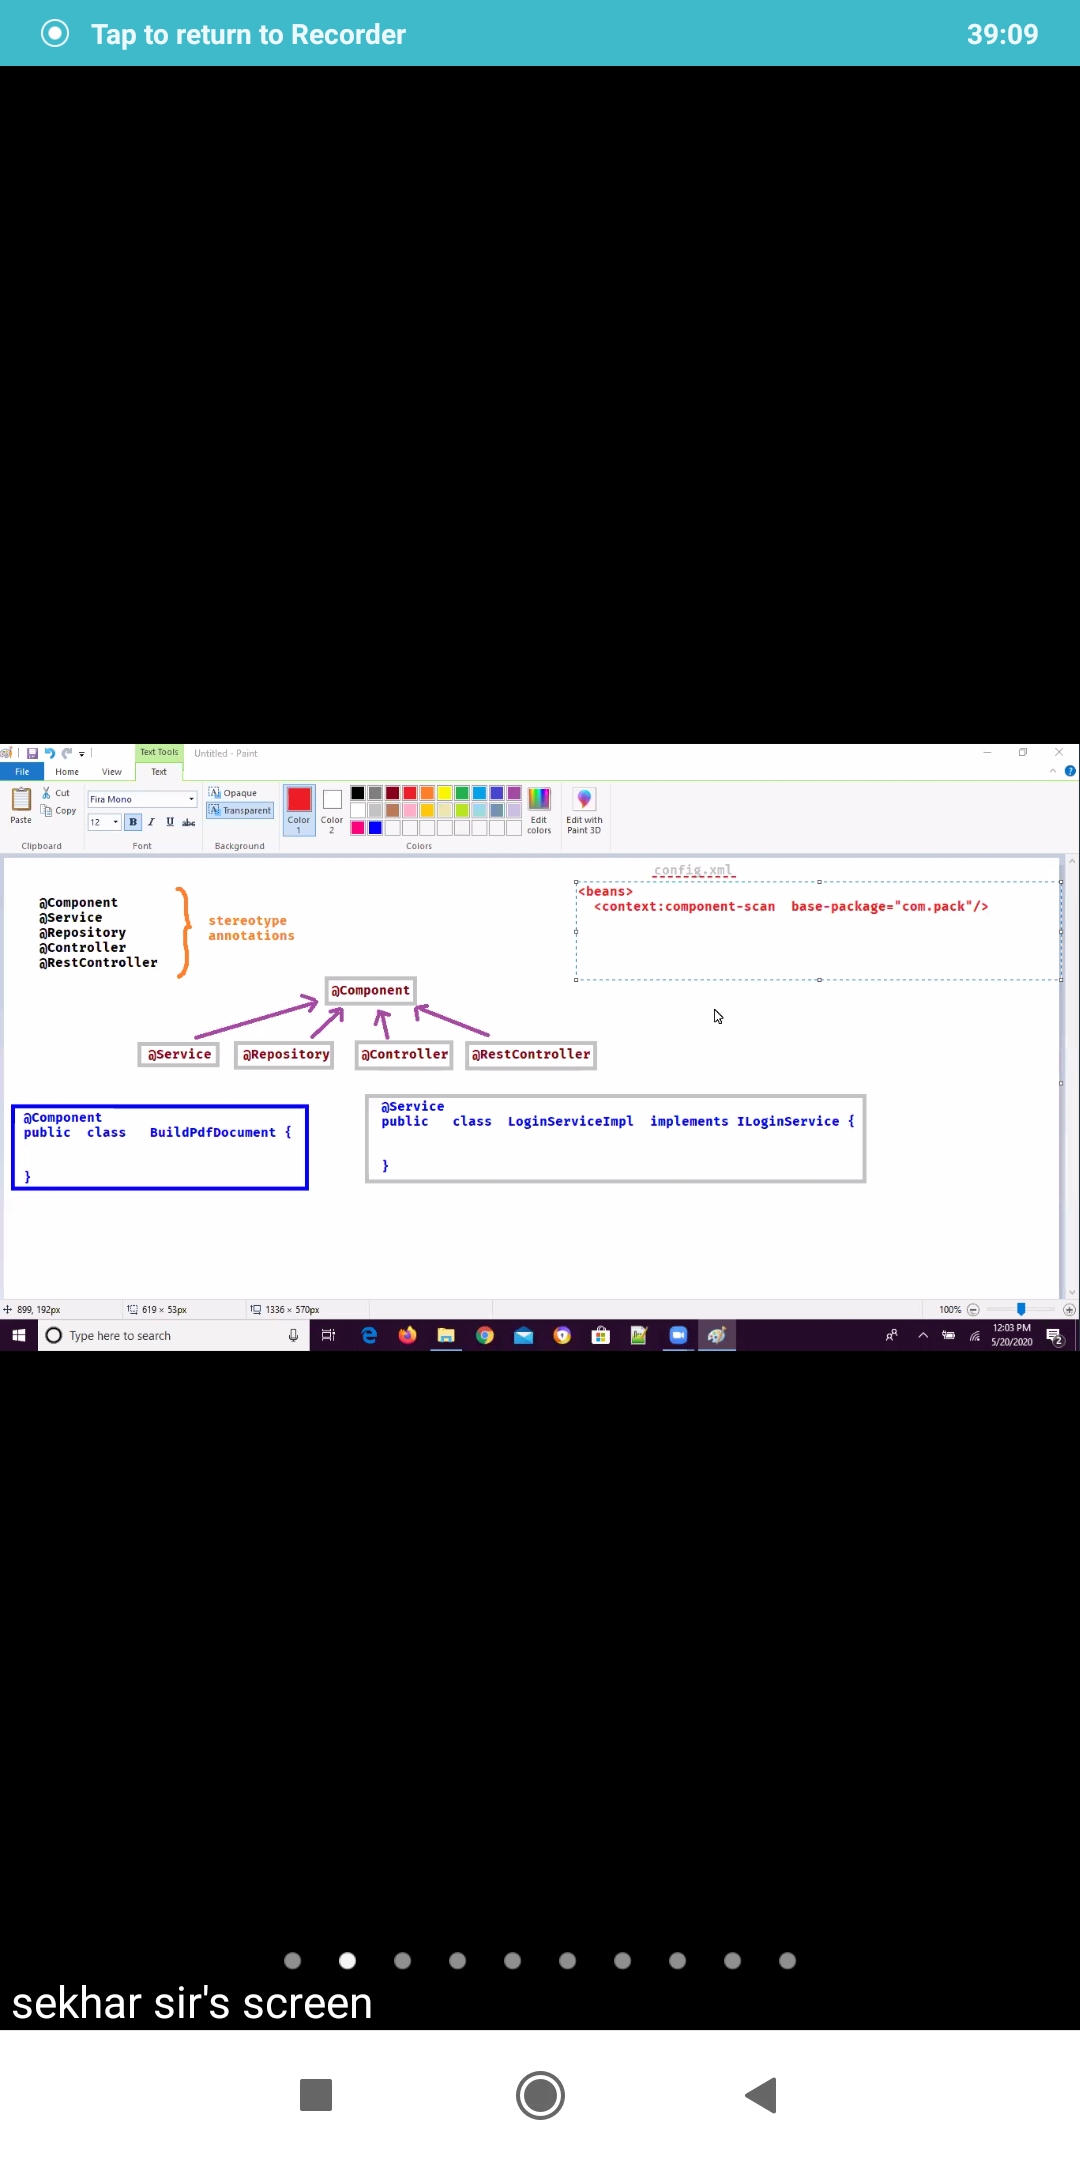 Tap to return to Recorder 39:09
Text Tools Untitled - Paint
File Home View Text
Paste Cut Copy Clipboard
Fira Mono
12 B I U abc
Font
Opaque
Transparent
Background
Color 1
Color 2
Edit colors
Colors
Edit with Paint 3D
config.xml
<beans>
<context:component-scan base-package="com.pack"/>
@Component
@Service
@Repository
@Controller
@RestController
stereotype
annotations
@Component
@Service @Repository @Controller @RestController
@Component
public class BuildPdfDocument {
}
@Service
public class LoginServiceImpl implements ILoginService {
}
899, 192px 619 × 53px 1336 × 570px 100%
Type here to search
12:03 PM
5/20/2020
2
sekhar sir's screen